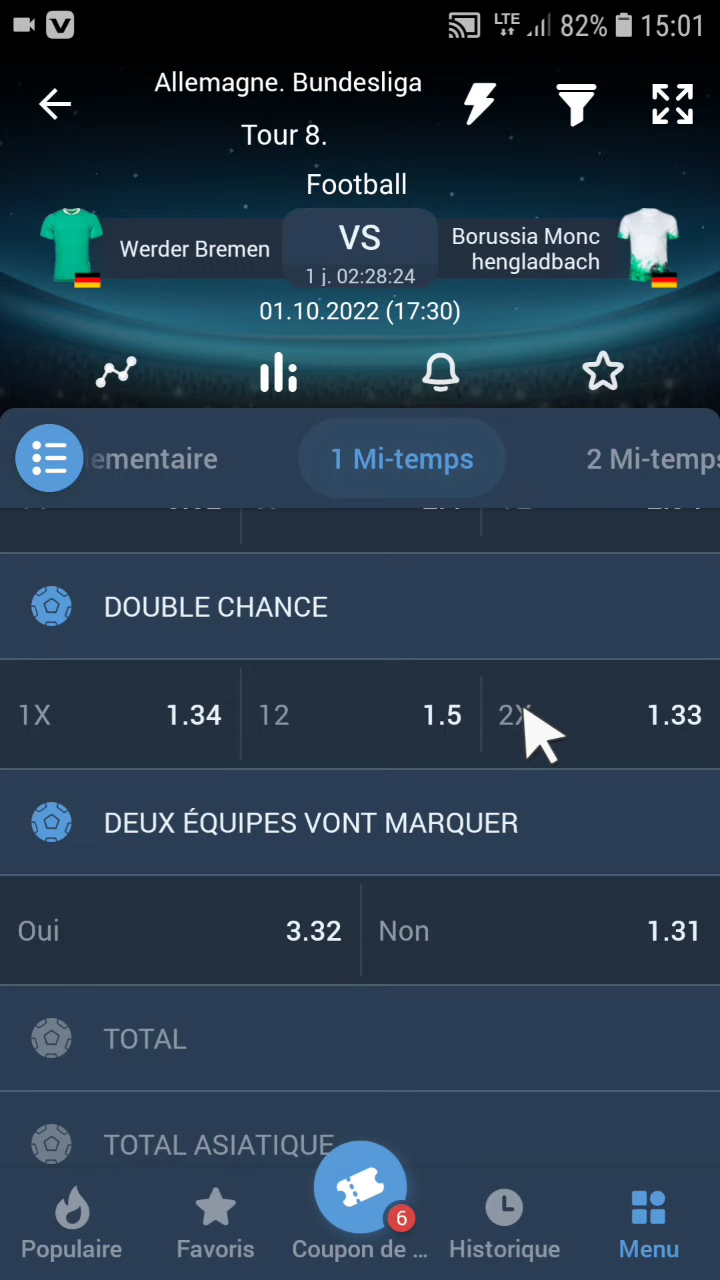 LTE 82% 15:01
Allemagne. Bundesliga
Tour 8.
Football
Werder Bremen
VS
Borussia Monc
hengladbach
1 j. 02:28:24
01.10.2022 (17:30)
ementaire
1 Mi-temps
2 Mi-temps
DOUBLE CHANCE
1X 1.34 12 1.5 2X 1.33
DEUX ÉQUIPES VONT MARQUER
Oui 3.32 Non 1.31
TOTAL
TOTAL ASIATIQUE
6
Populaire Favoris Coupon de ... Historique Menu